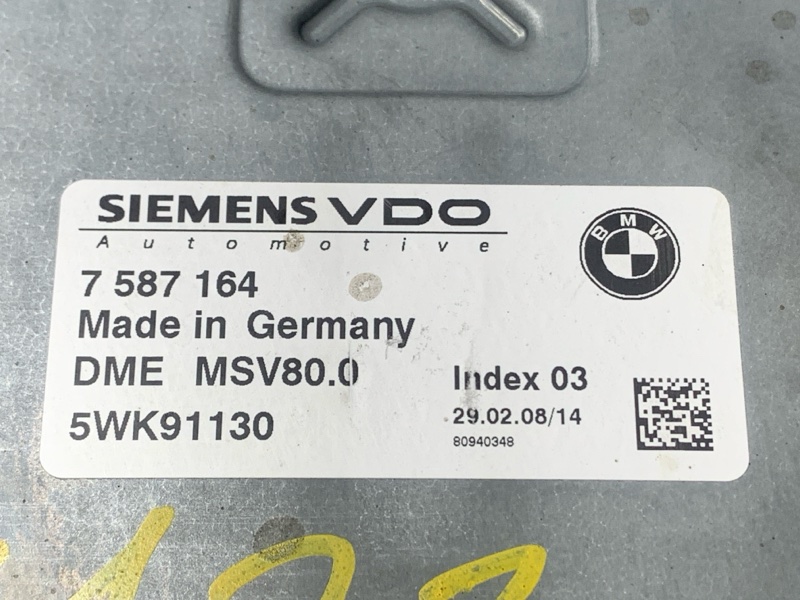 SIEMENS VDO
Automotive
BMW
7 587 164
Made in Germany
DME MSV80.0
Index 03
5WK91130
29.02.08/14
80940348